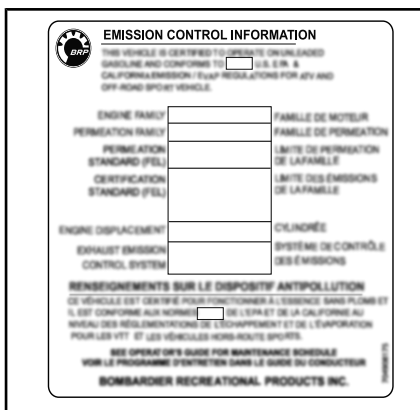 BRP
EMISSION CONTROL INFORMATION
THIS VEHICLE IS CERTIFIED TO OPERATE ON UNLEADED
GASOLINE AND CONFORMS TO U.S. EPA &
CALIFORNIA EMISSION / EVAP REGULATIONS FOR ATV AND
OFF-ROAD SPORT VEHICLE.
ENGINE FAMILY FAMILLE DE MOTEUR
PERMEATION FAMILY FAMILLE DE PERMEATION
PERMEATION LIMITE DE PERMEATION
STANDARD (FEL) DE LA FAMILLE
CERTIFICATION LIMITE DES ÉMISSIONS
STANDARD (FEL) DE LA FAMILLE
ENGINE DISPLACEMENT CYLINDRÉE
EXHAUST EMISSION SYSTÈME DE CONTRÔLE
CONTROL SYSTEM DES ÉMISSIONS
RENSEIGNEMENTS SUR LE DISPOSITIF ANTIPOLLUTION
CE VÉHICULE EST CERTIFIÉ POUR FONCTIONNER À L'ESSENCE SANS PLOMB ET
IL EST CONFORME AUX NORMES DE L'EPA ET DE LA CALIFORNIE AU
NIVEAU DES RÉGLEMENTATIONS DE L'ÉCHAPPEMENT ET DE L'ÉVAPORATION
POUR LES VTT ET LES VÉHICULES HORS-ROUTE SPORTS.
SEE OPERATOR'S GUIDE FOR MAINTENANCE SCHEDULE
VOIR LE PROGRAMME D'ENTRETIEN DANS LE GUIDE DU CONDUCTEUR
BOMBARDIER RECREATIONAL PRODUCTS INC.